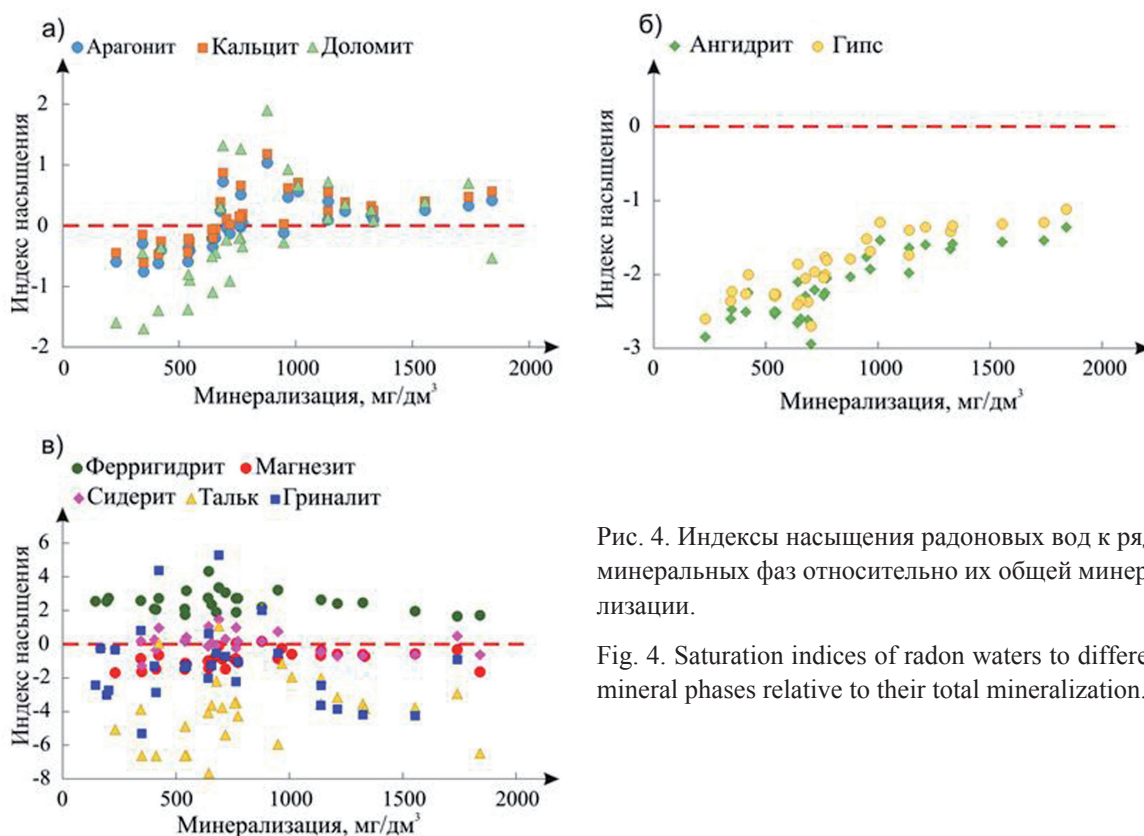 а)
Арагонит Кальцит Доломит
Индекс насыщения
2
1
0
-1
-2
0 500 1000 1500 2000
Минерализация, мг/дм³
б)
Ангидрит Гипс
Индекс насыщения
0
-1
-2
-3
0 500 1000 1500 2000
Минерализация, мг/дм³
в)
Ферригидрит Магнезит
Сидерит Тальк Гриналит
Индекс насыщения
6
4
2
0
-2
-4
-6
-8
0 500 1000 1500 2000
Минерализация, мг/дм³
Рис. 4. Индексы насыщения радоновых вод к
минеральных фаз относительно их общей
лизации.
Fig. 4. Saturation indices of radon waters to
mineral phases relative to their total mineralization.